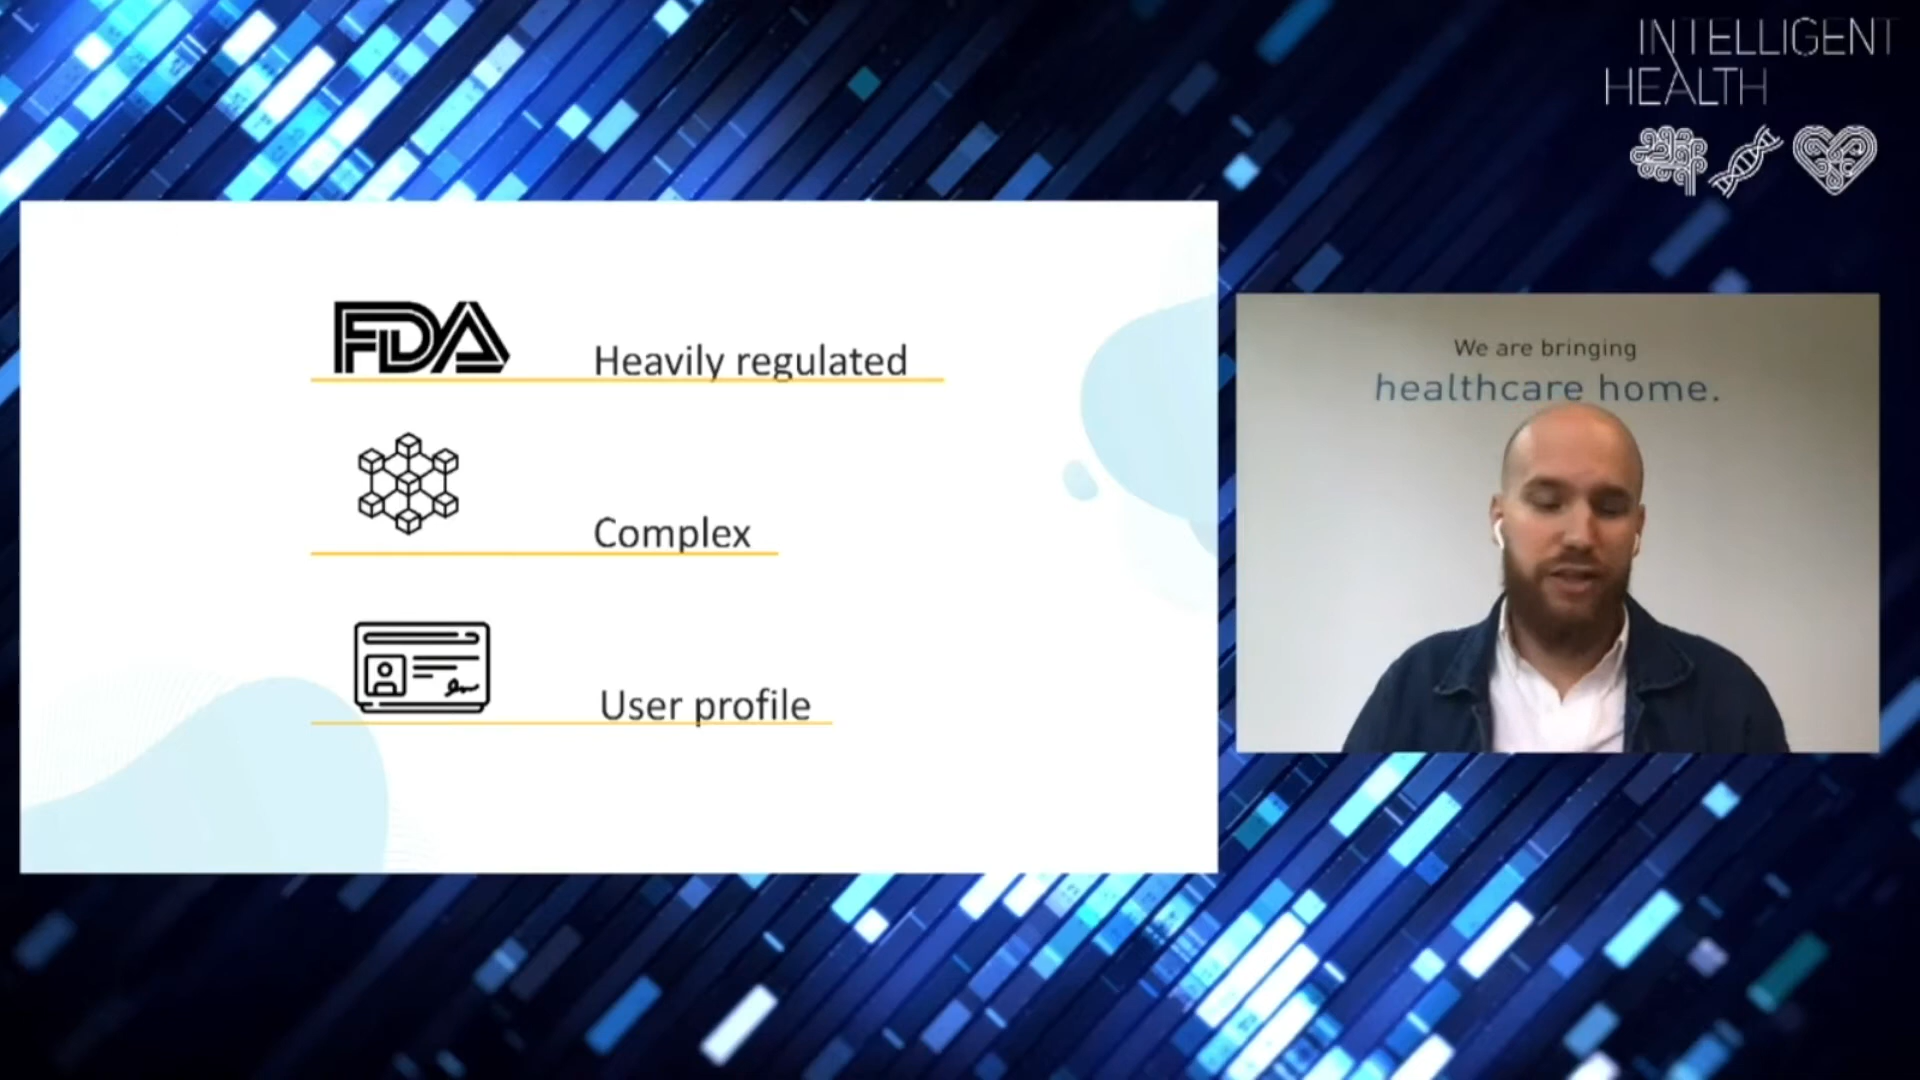 INTELLIGENT
HEALTH
FDA
Heavily regulated
Complex
User profile
We are bringing
healthcare home.